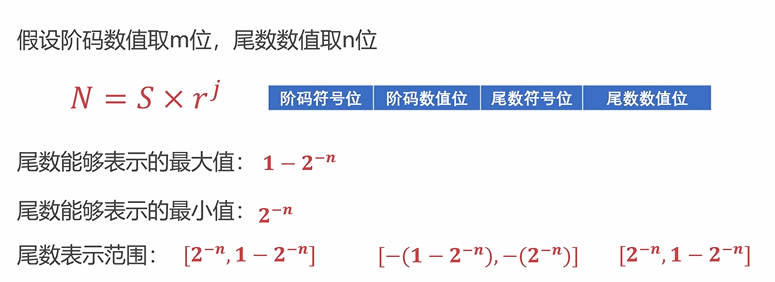 假设阶码数值取m位，尾数数值取n位
N = S × r^j 阶码符号位 阶码数值位 尾数符号位 尾数数值位
尾数能够表示的最大值： 1 − 2^{−n}
尾数能够表示的最小值： 2^{−n}
尾数表示范围： [2^{−n}, 1 − 2^{−n}] [−(1 − 2^{−n}), −(2^{−n})] [2^{−n}, 1 − 2^{−n}]